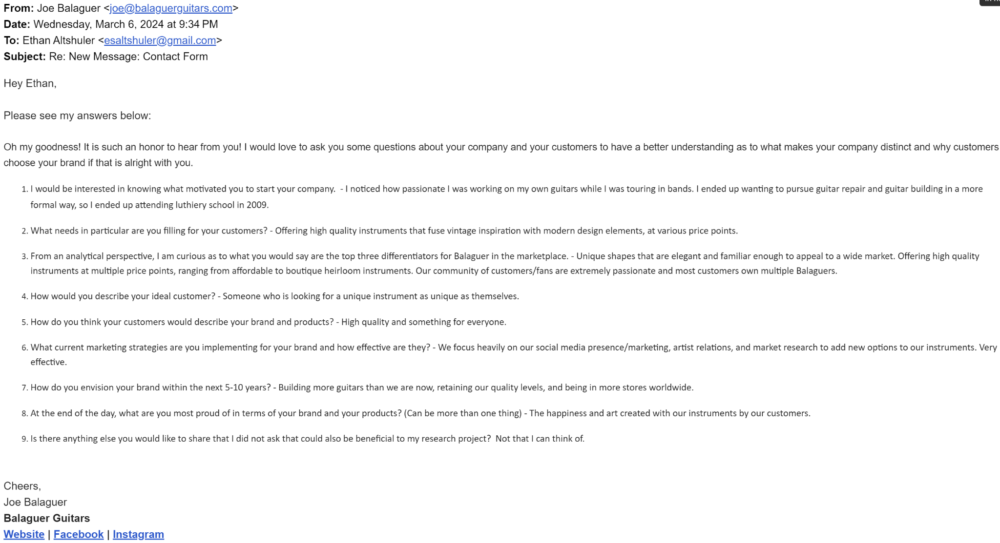 From: Joe Balaguer <joe@balaguerguitars.com>
Date: Wednesday, March 6, 2024 at 9:34 PM
To: Ethan Altshuler <esaltshuler@gmail.com>
Subject: Re: New Message: Contact Form
Hey Ethan,
Please see my answers below:
Oh my goodness! It is such an honor to hear from you! I would love to ask you some questions about your company and your customers to have a better understanding as to what makes your company distinct and why customers
choose your brand if that is alright with you.
1. I would be interested in knowing what motivated you to start your company.  - I noticed how passionate I was working on my own guitars while I was touring in bands. I ended up wanting to pursue guitar repair and guitar building in a more
formal way, so I ended up attending luthiery school in 2009.
2. What needs in particular are you filling for your customers? - Offering high quality instruments that fuse vintage inspiration with modern design elements, at various price points.
3. From an analytical perspective, I am curious as to what you would say are the top three differentiators for Balaguer in the marketplace. - Unique shapes that are elegant and familiar enough to appeal to a wide market. Offering high quality
instruments at multiple price points, ranging from affordable to boutique heirloom instruments. Our community of customers/fans are extremely passionate and most customers own multiple Balaguers.
4. How would you describe your ideal customer? - Someone who is looking for a unique instrument as unique as themselves.
5. How do you think your customers would describe your brand and products? - High quality and something for everyone.
6. What current marketing strategies are you implementing for your brand and how effective are they? - We focus heavily on our social media presence/marketing, artist relations, and market research to add new options to our instruments. Very
effective.
7. How do you envision your brand within the next 5-10 years? - Building more guitars than we are now, retaining our quality levels, and being in more stores worldwide.
8. At the end of the day, what are you most proud of in terms of your brand and your products? (Can be more than one thing) - The happiness and art created with our instruments by our customers.
9. Is there anything else you would like to share that I did not ask that could also be beneficial to my research project?  Not that I can think of.
Cheers,
Joe Balaguer
Balaguer Guitars
Website | Facebook | Instagram